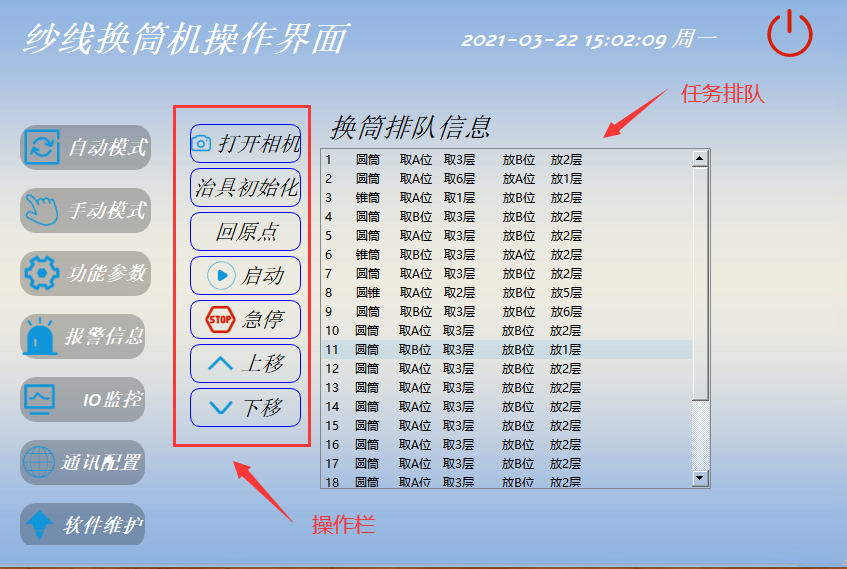 纱线换筒机操作界面
2021-03-22 15:02:09 周一
任务排队
自动模式
手动模式
功能参数
报警信息
IO监控
通讯配置
软件维护
打开相机
治具初始化
回原点
启动
STOP 急停
上移
下移
操作栏
换筒排队信息
1 圆筒 取A位 取3层 放B位 放2层
2 圆筒 取A位 取6层 放A位 放1层
3 锥筒 取A位 取1层 放B位 放2层
4 圆筒 取B位 取3层 放B位 放2层
5 圆筒 取A位 取3层 放B位 放2层
6 锥筒 取B位 取3层 放A位 放2层
7 圆筒 取A位 取3层 放B位 放2层
8 圆锥 取A位 取2层 放B位 放5层
9 圆筒 取B位 取3层 放B位 放6层
10 圆筒 取A位 取3层 放B位 放2层
11 圆筒 取B位 取3层 放B位 放1层
12 圆筒 取A位 取3层 放B位 放2层
13 圆筒 取A位 取3层 放B位 放2层
14 圆筒 取A位 取3层 放B位 放2层
15 圆筒 取A位 取3层 放B位 放2层
16 圆筒 取A位 取3层 放B位 放2层
17 圆筒 取A位 取3层 放B位 放2层
18 圆筒 取A位 取3层 放B位 放2层